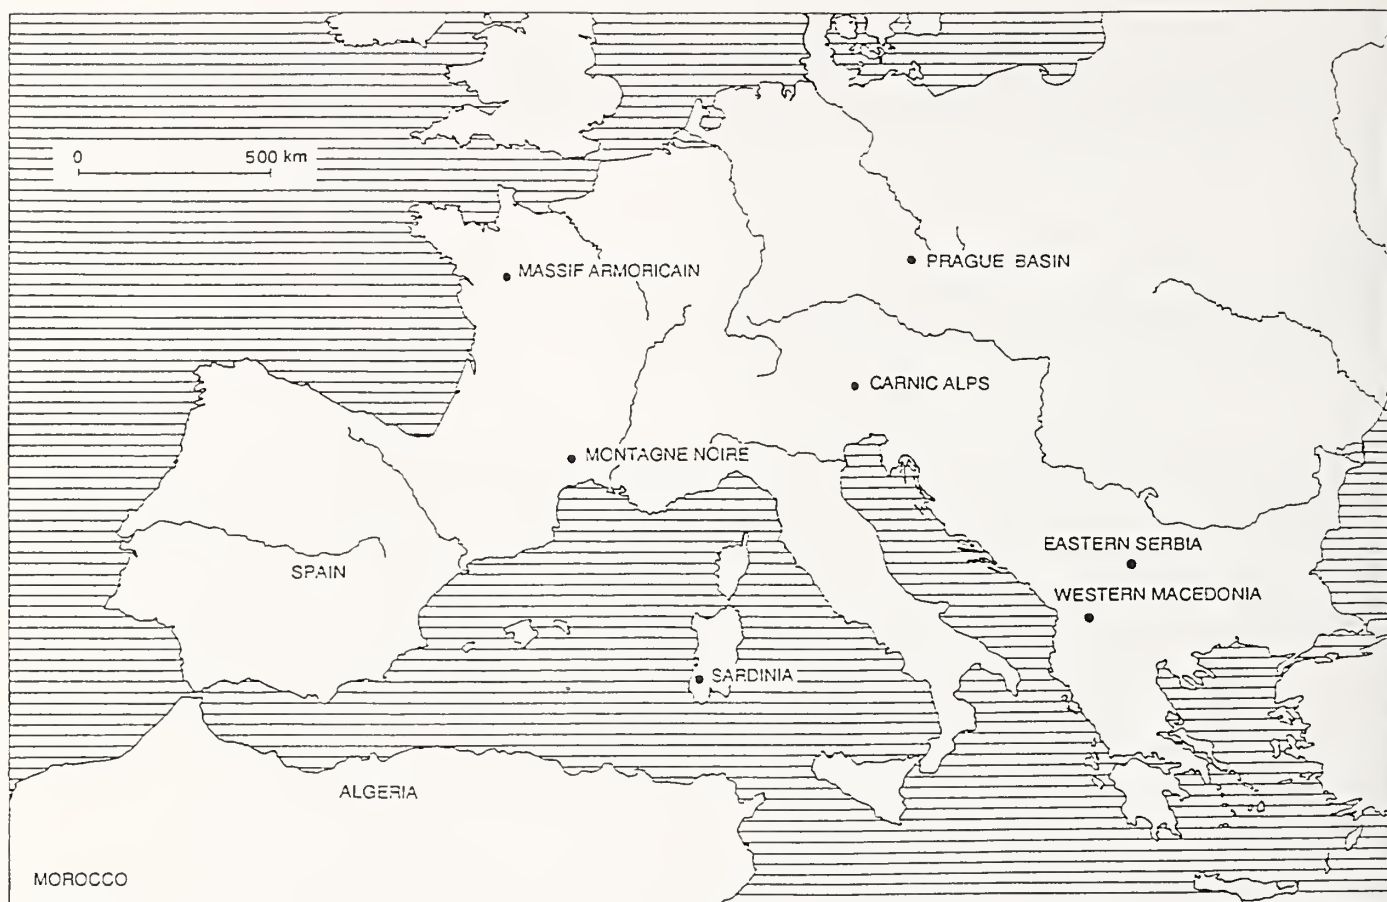 0 500 km
MASSIF ARMORICAIN
PRAGUE BASIN
CARNIC ALPS
MONTAGNE NOIRE
EASTERN SERBIA
SPAIN
WESTERN MACEDONIA
SARDINIA
ALGERIA
MOROCCO